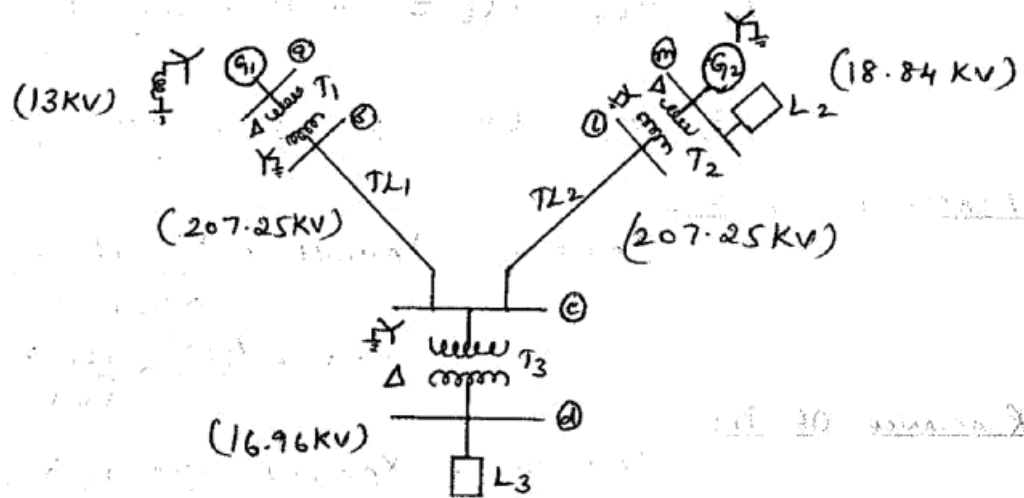 (13KV)
G1
a
T1
Δ
b
TL1
(207.25KV)
m
G2
(18.84 KV)
L2
Δ
l
T2
TL2
(207.25KV)
c
T3
Δ
d
(16.96KV)
L3